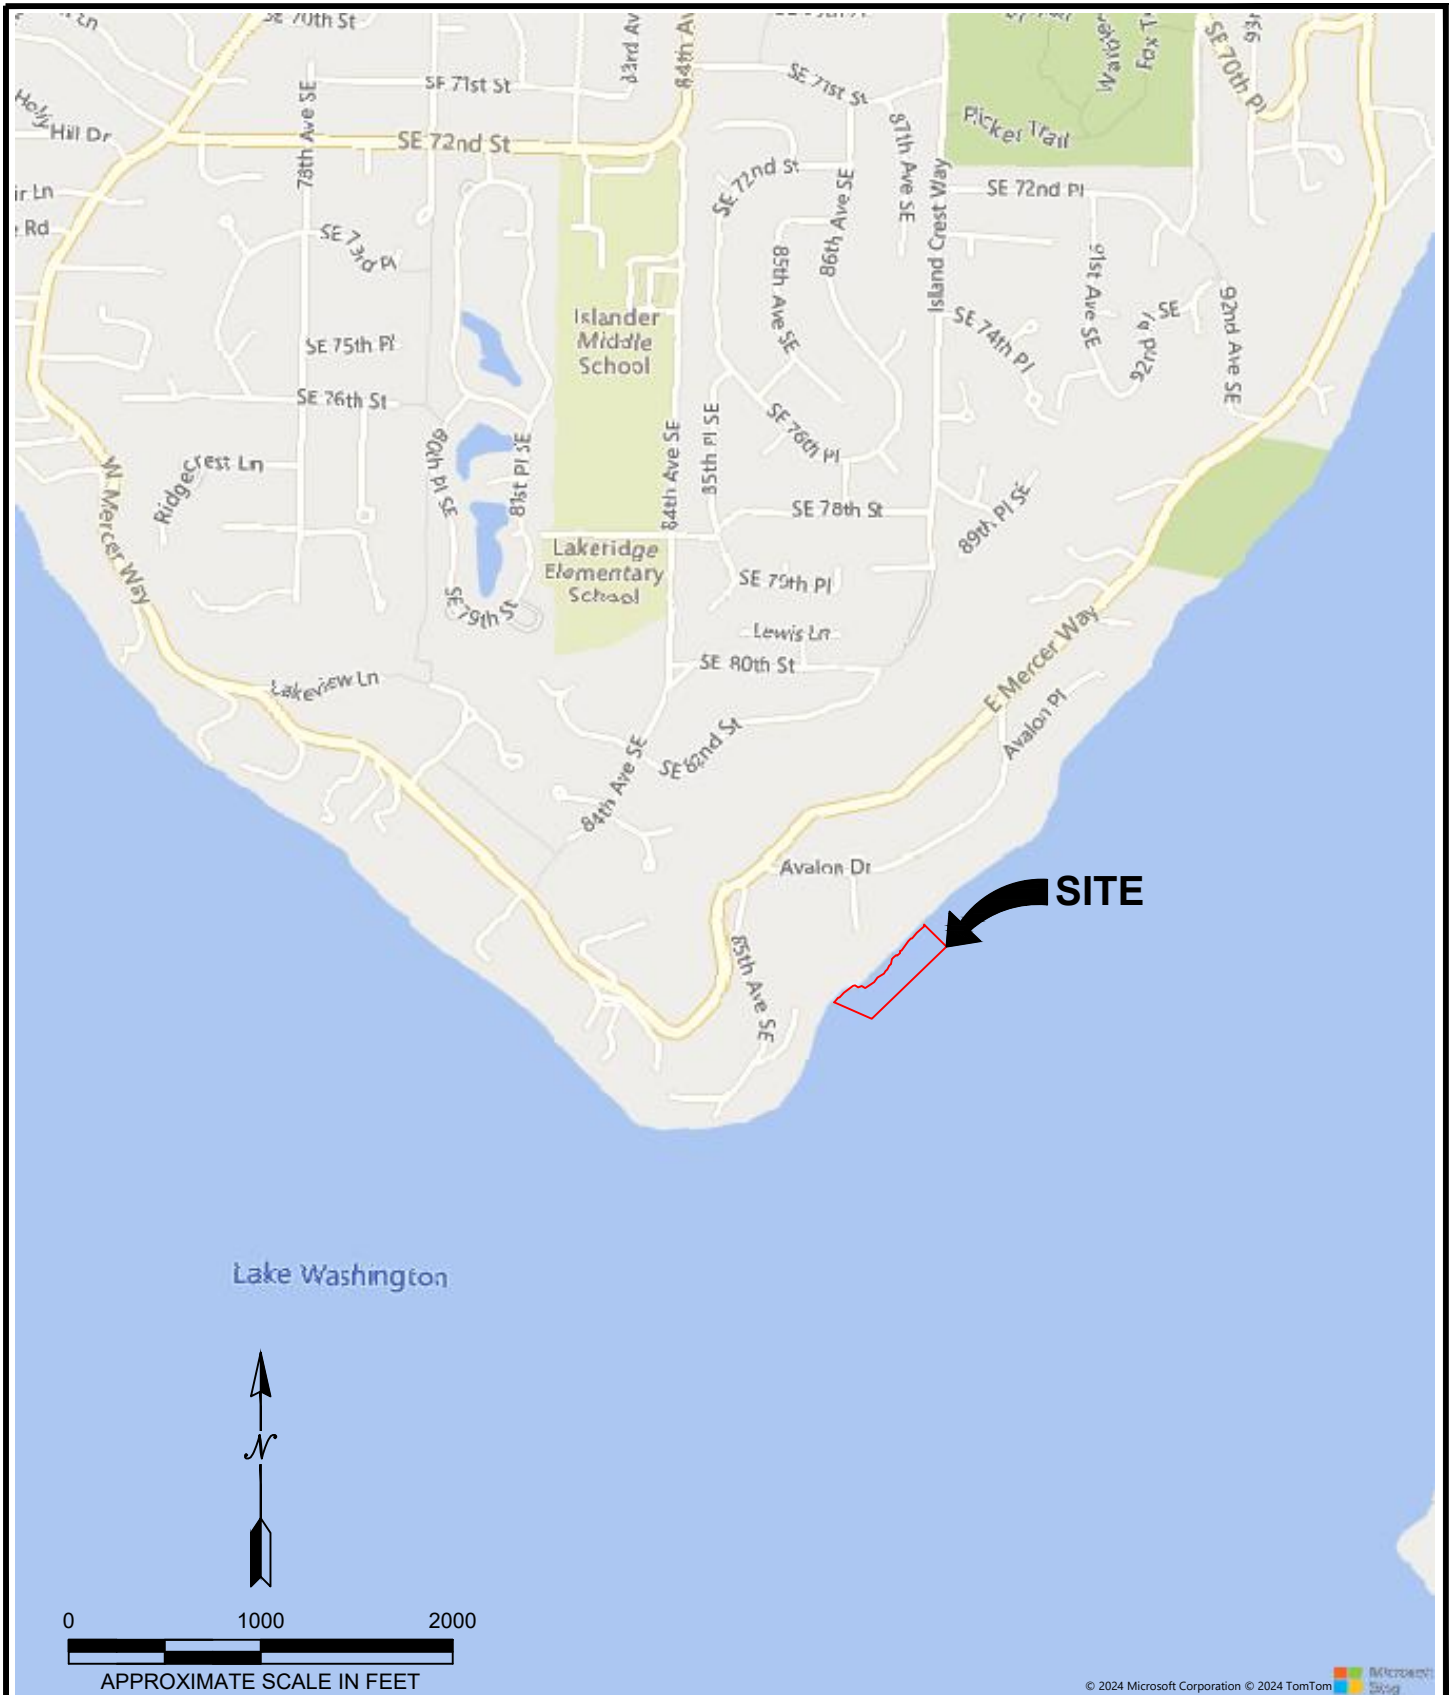 SE 70th St
SE 71st St
84th Av
SE 71st St
SE 70th Pl
Holly Hill Dr
78th Ave SE
SE 72nd St
87th Ave SE
Picket Trail
ir Ln
SE 72nd St
86th Ave SE
Island Crest Way
SE 72nd Pl
Rd
SE 73rd Pl
85th Ave SE
91st Ave SE
92nd Ave SE
SE 75th Pl
Islander
Middle
School
SE 74th Pl
SE 76th St
80th Pl SE
81st Pl SE
84th Ave SE
85th Pl SE
SE 76th Pl
Ridgecrest Ln
W Mercer Way
SE 78th St
89th Pl SE
Lakeridge
Elementary
School
SE 79th St
SE 79th Pl
Lewis Ln
SE 80th St
E Mercer Way
Lakeview Ln
Avalon Pl
84th Ave SE
SE 82nd St
Avalon Dr
SITE
85th Ave SE
Lake Washington
N
0 1000 2000
APPROXIMATE SCALE IN FEET
© 2024 Microsoft Corporation © 2024 TomTom
Microsoft
Bing